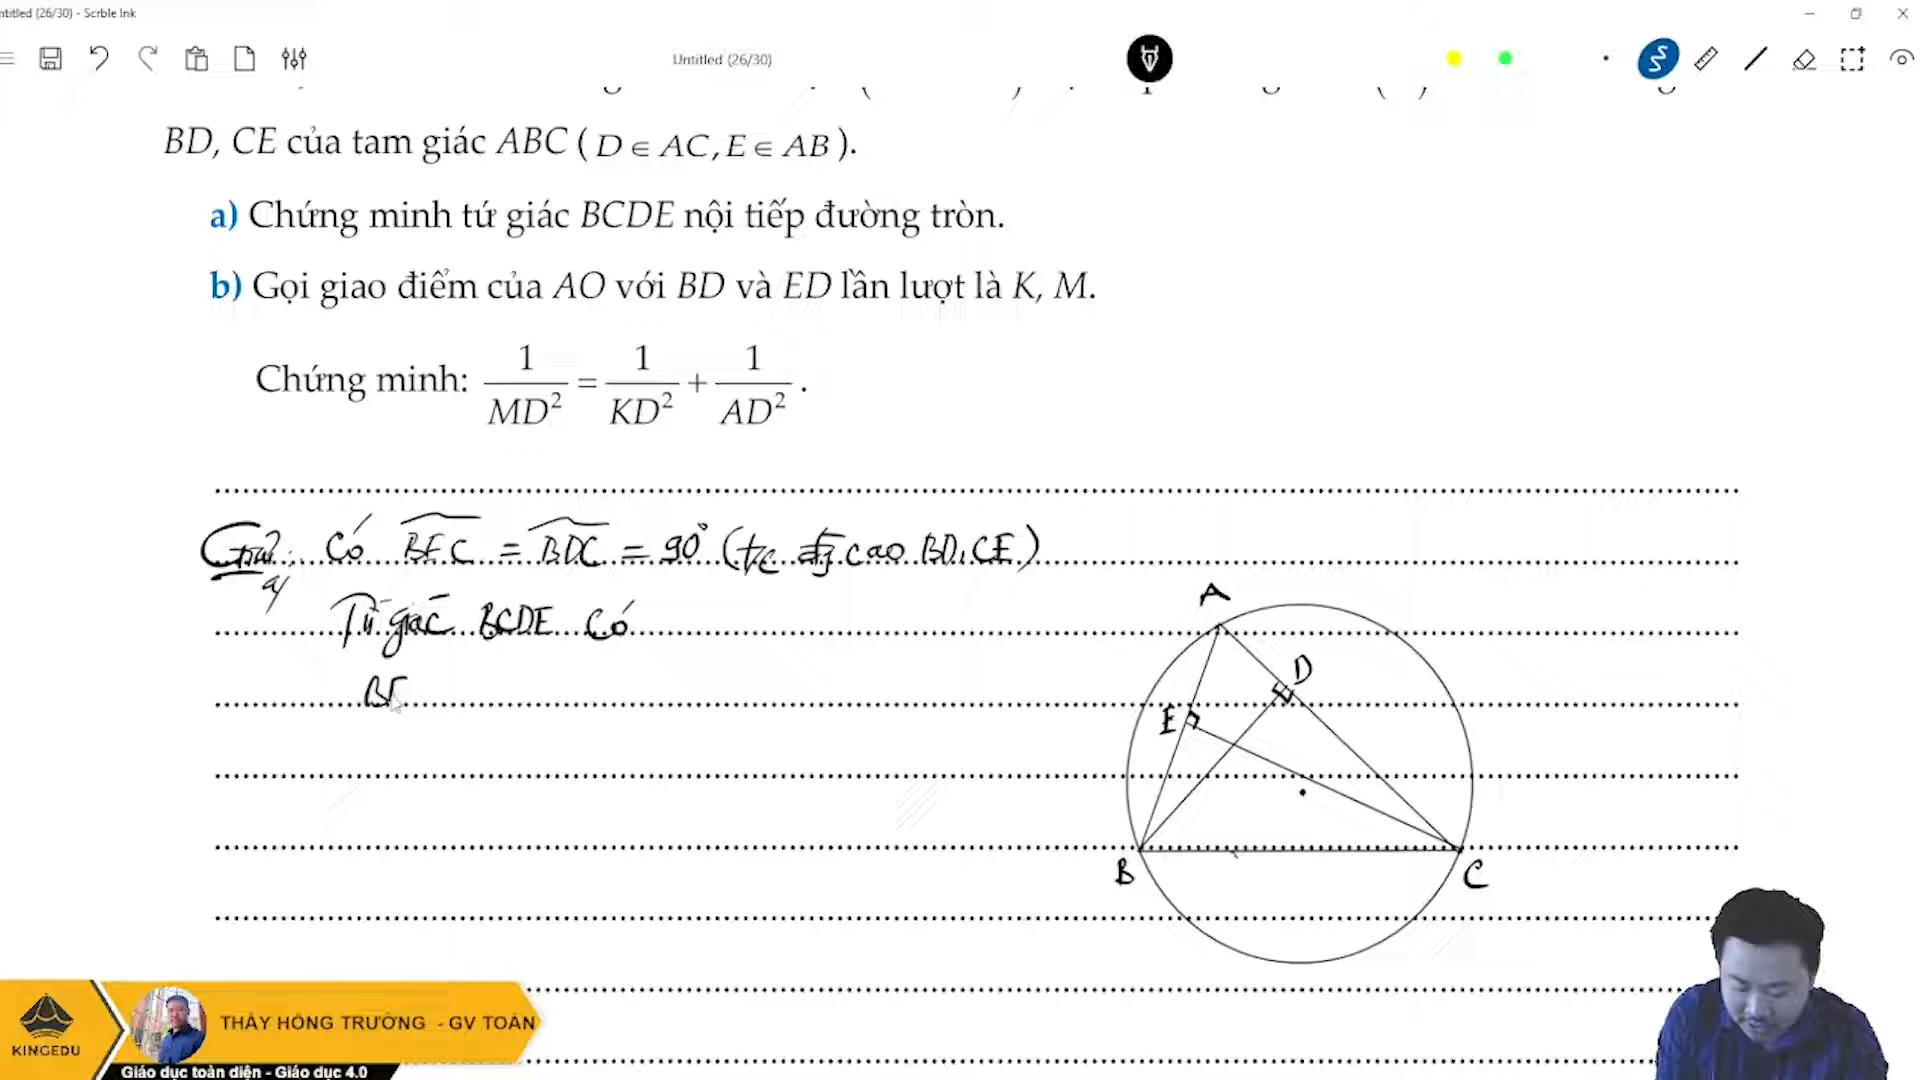 ntitled (26/30) - Scrble Ink
Untitled (26/30)
BD, CE của tam giác ABC ( D ∈ AC, E ∈ AB ).
a) Chứng minh tứ giác BCDE nội tiếp đường tròn.
b) Gọi giao điểm của AO với BD và ED lần lượt là K, M.
Chứng minh: 1/MD² = 1/KD² + 1/AD² .
Giải: Có BEC = BDC = 90° (t/c đg cao BD, CE)
a/
Tứ giác BCDE có
BE
A
D
E
B
C
KINGEDU
THẦY HỒNG TRƯỜNG - GV TOÁN
Giáo dục toàn diện - Giáo dục 4.0